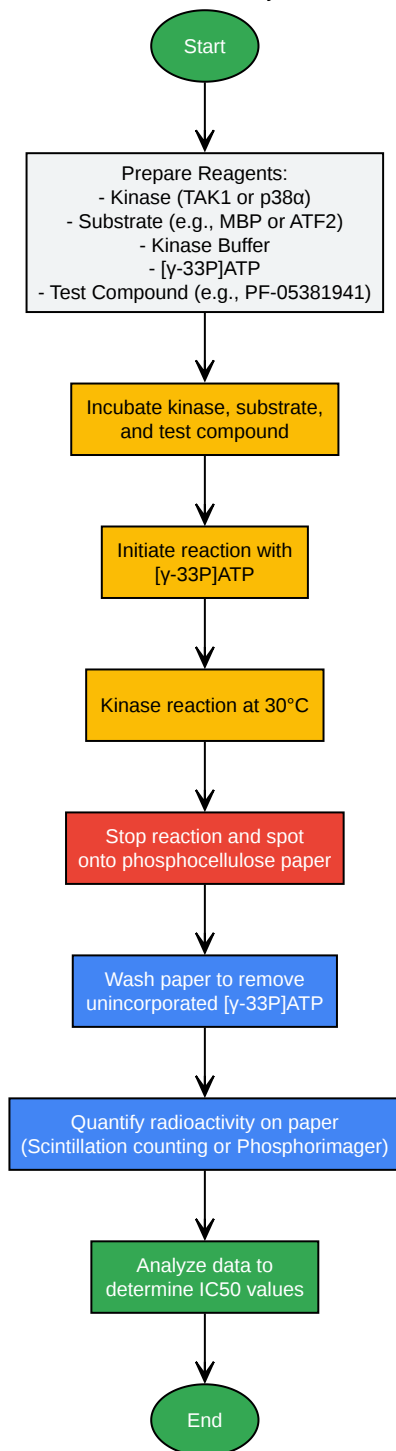 Start
Prepare Reagents:
- Kinase (TAK1 or p38α)
- Substrate (e.g., MBP or ATF2)
- Kinase Buffer
- [γ-33P]ATP
- Test Compound (e.g., PF-05381941)
Incubate kinase, substrate,
and test compound
Initiate reaction with
[γ-33P]ATP
Kinase reaction at 30°C
Stop reaction and spot
onto phosphocellulose paper
Wash paper to remove
unincorporated [γ-33P]ATP
Quantify radioactivity on paper
(Scintillation counting or Phosphorimager)
Analyze data to
determine IC50 values
End